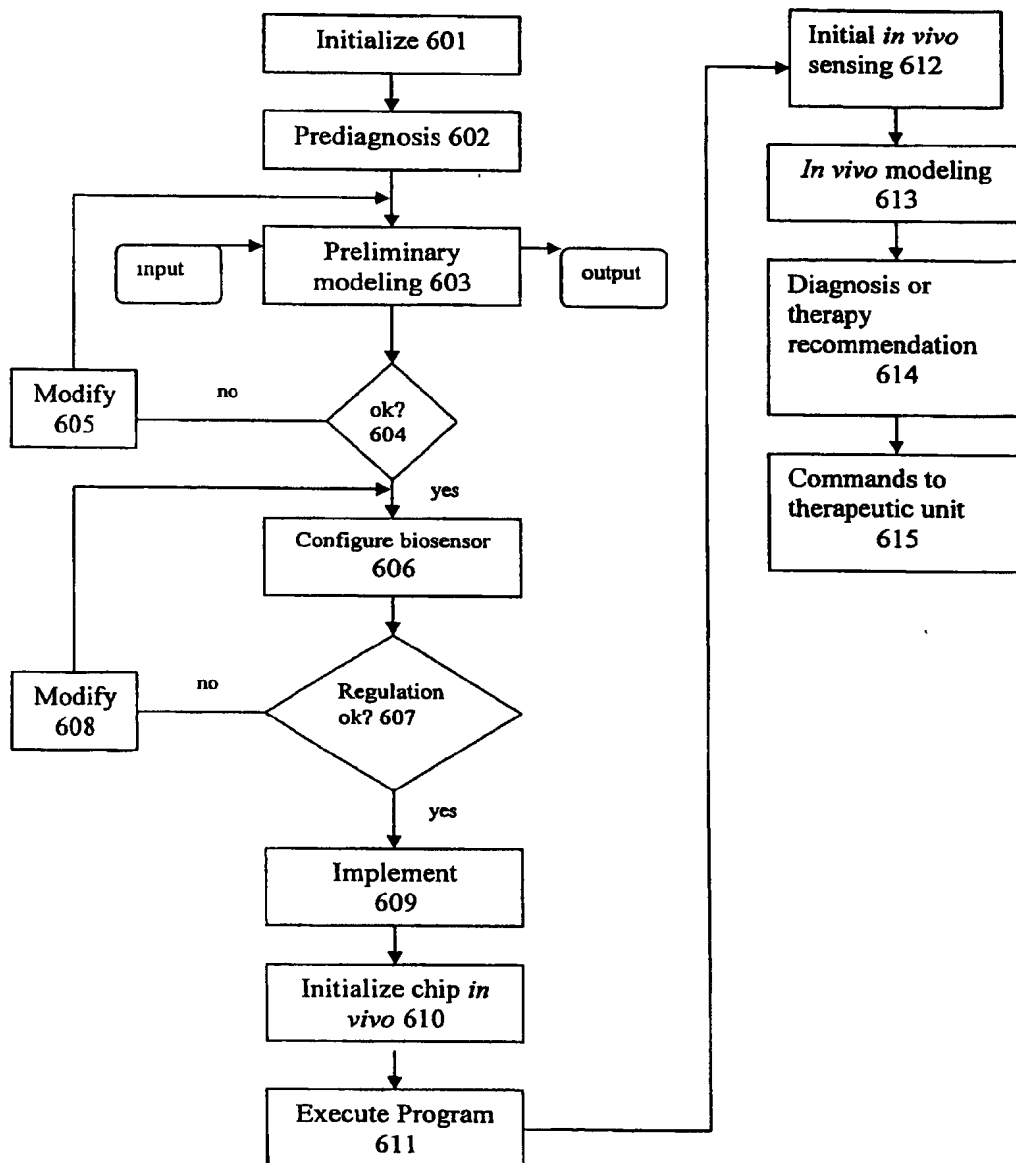 Initialize 601
Prediagnosis 602
input
Preliminary
modeling 603
output
Modify
605
no
ok?
604
yes
Configure biosensor
606
Modify
608
no
Regulation
ok? 607
yes
Implement
609
Initialize chip in
vivo 610
Execute Program
611
Initial in vivo
sensing 612
In vivo modeling
613
Diagnosis or
therapy
recommendation
614
Commands to
therapeutic unit
615